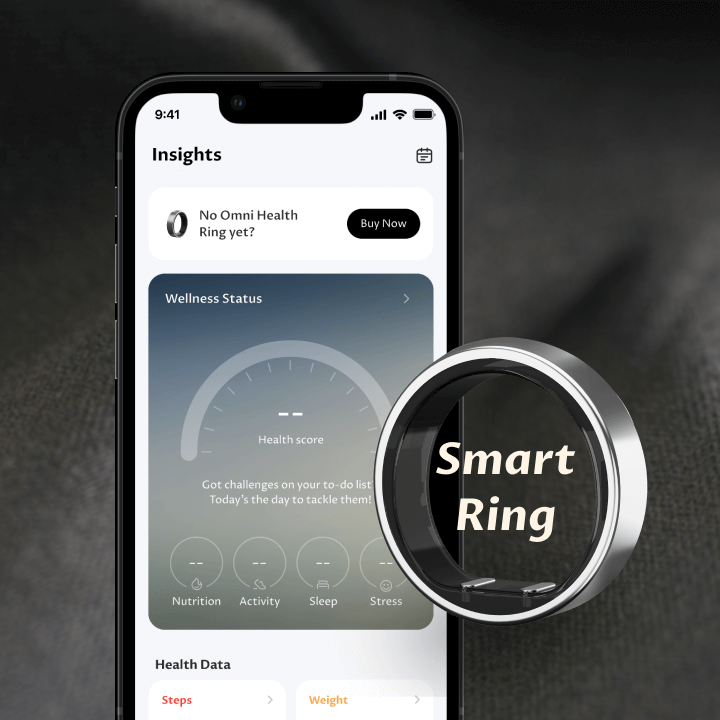 9:41
Insights
No Omni Health
Ring yet?
Buy Now
Wellness Status
--
Health score
Got challenges on your to-do list
Today's the day to tackle them!
-- -- -- --
Nutrition Activity Sleep Stress
Smart
Ring
Health Data
Steps Weight